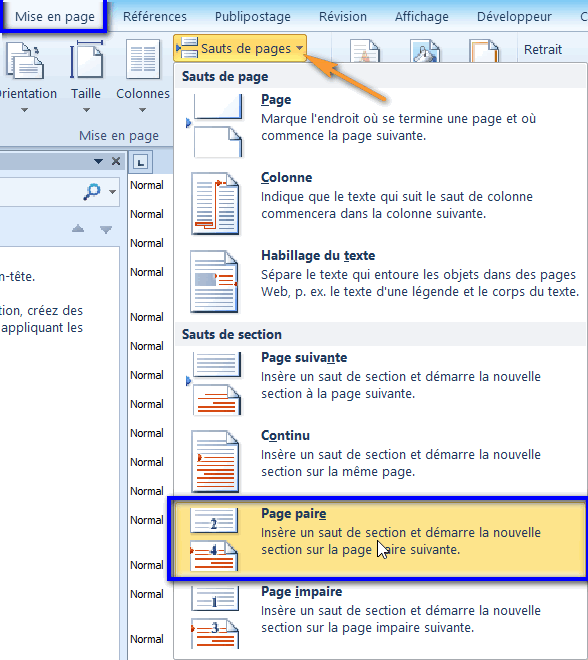 Mise en page Références Publipostage Révision Affichage Développeur C
Orientation Taille Colonnes
Sauts de pages
Retrait
Mise en page
Sauts de page
Page
Marque l'endroit où se termine une page et où
commence la page suivante.
Colonne
Indique que le texte qui suit le saut de colonne
commencera dans la colonne suivante.
Habillage du texte
Sépare le texte qui entoure les objets dans des pages
Web, p. ex. le texte d'une légende et le corps du texte.
Sauts de section
Page suivante
Insère un saut de section et démarre la nouvelle
section à la page suivante.
Continu
Insère un saut de section et démarre la nouvelle
section sur la même page.
Page paire
2
4
Insère un saut de section et démarre la nouvelle
section sur la page paire suivante.
Page impaire
1
3
Insère un saut de section et démarre la nouvelle
section sur la page impaire suivante.
L
n-tête.
tion, créez des
appliquant les
Normal
Normal
Normal
Normal
Normal
Normal
Normal
Normal
Normal
Normal
Normal
Normal
Normal
Normal